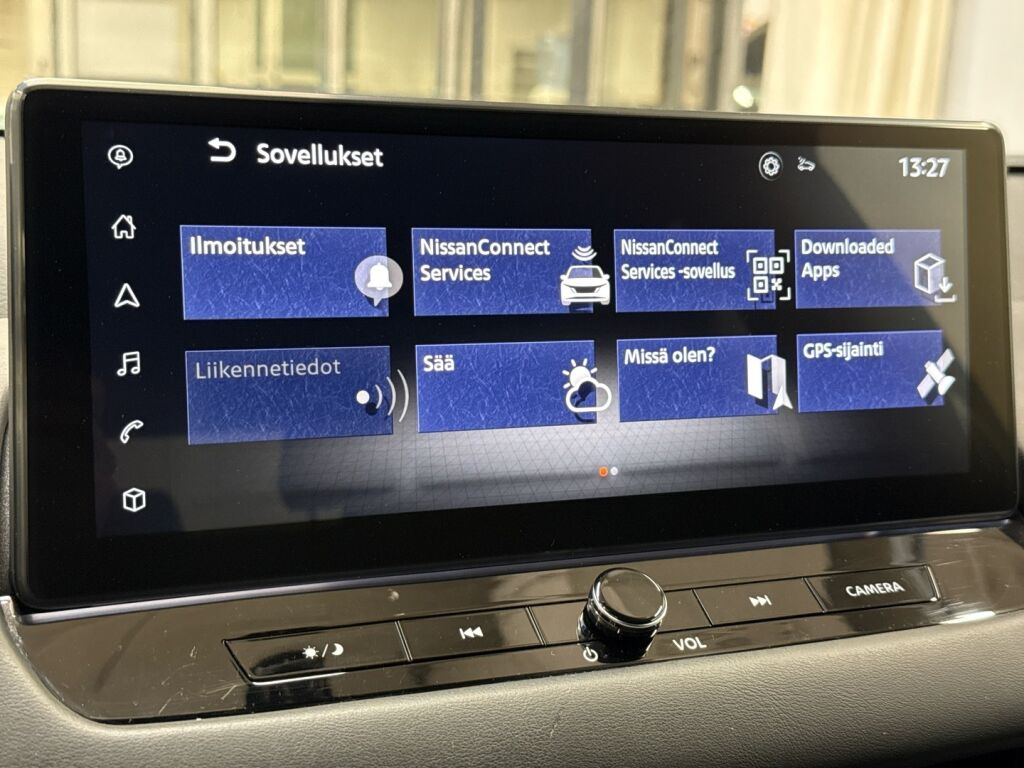 Sovellukset
13:27
Ilmoitukset
NissanConnect
Services
NissanConnect
Services -sovellus
Downloaded
Apps
Liikennetiedot
Sää
Missä olen?
GPS-sijainti
CAMERA
VOL